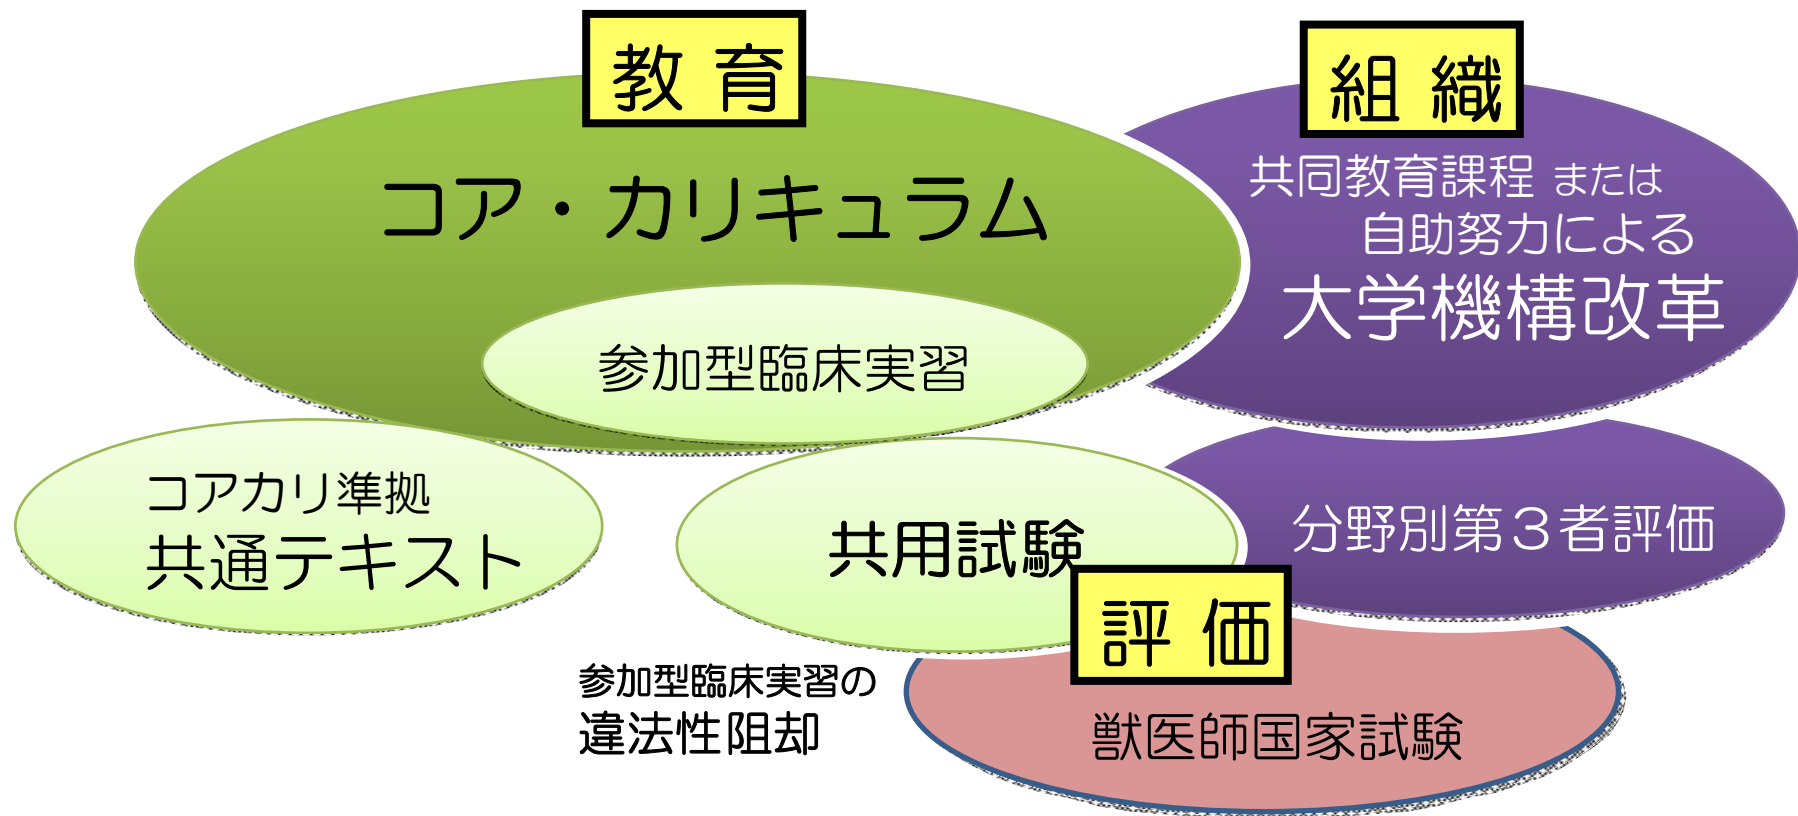 教 育
コア・カリキュラム
参加型臨床実習
組 織
共同教育課程 または
自助努力による
大学機構改革
コアカリ準拠
共通テキスト
共用試験
分野別第３者評価
評 価
参加型臨床実習の
違法性阻却
獣医師国家試験